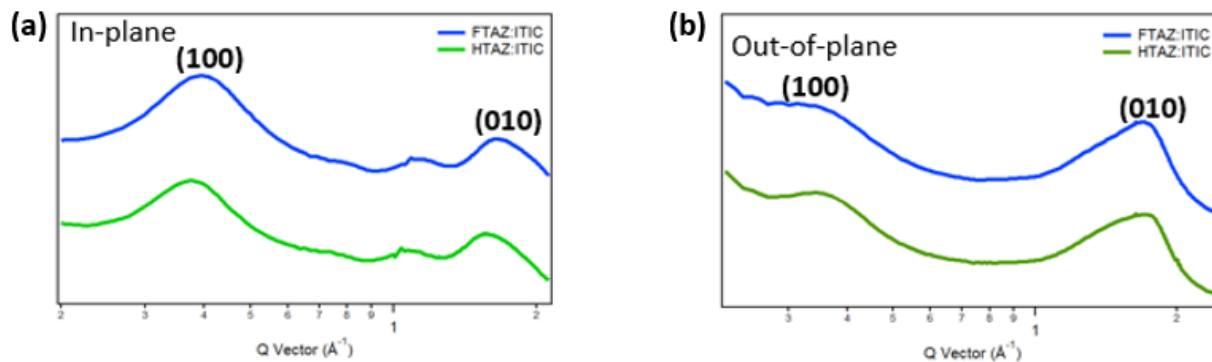 (a)
In-plane
FTAZ:ITIC
HTAZ:ITIC
(100)
(010)
2 3 4 5 6 7 8 9 1 2
Q Vector (Å⁻¹)
(b)
Out-of-plane
FTAZ:ITIC
HTAZ:ITIC
(100)
(010)
3 4 5 6 7 8 9 1 2
Q Vector (Å⁻¹)